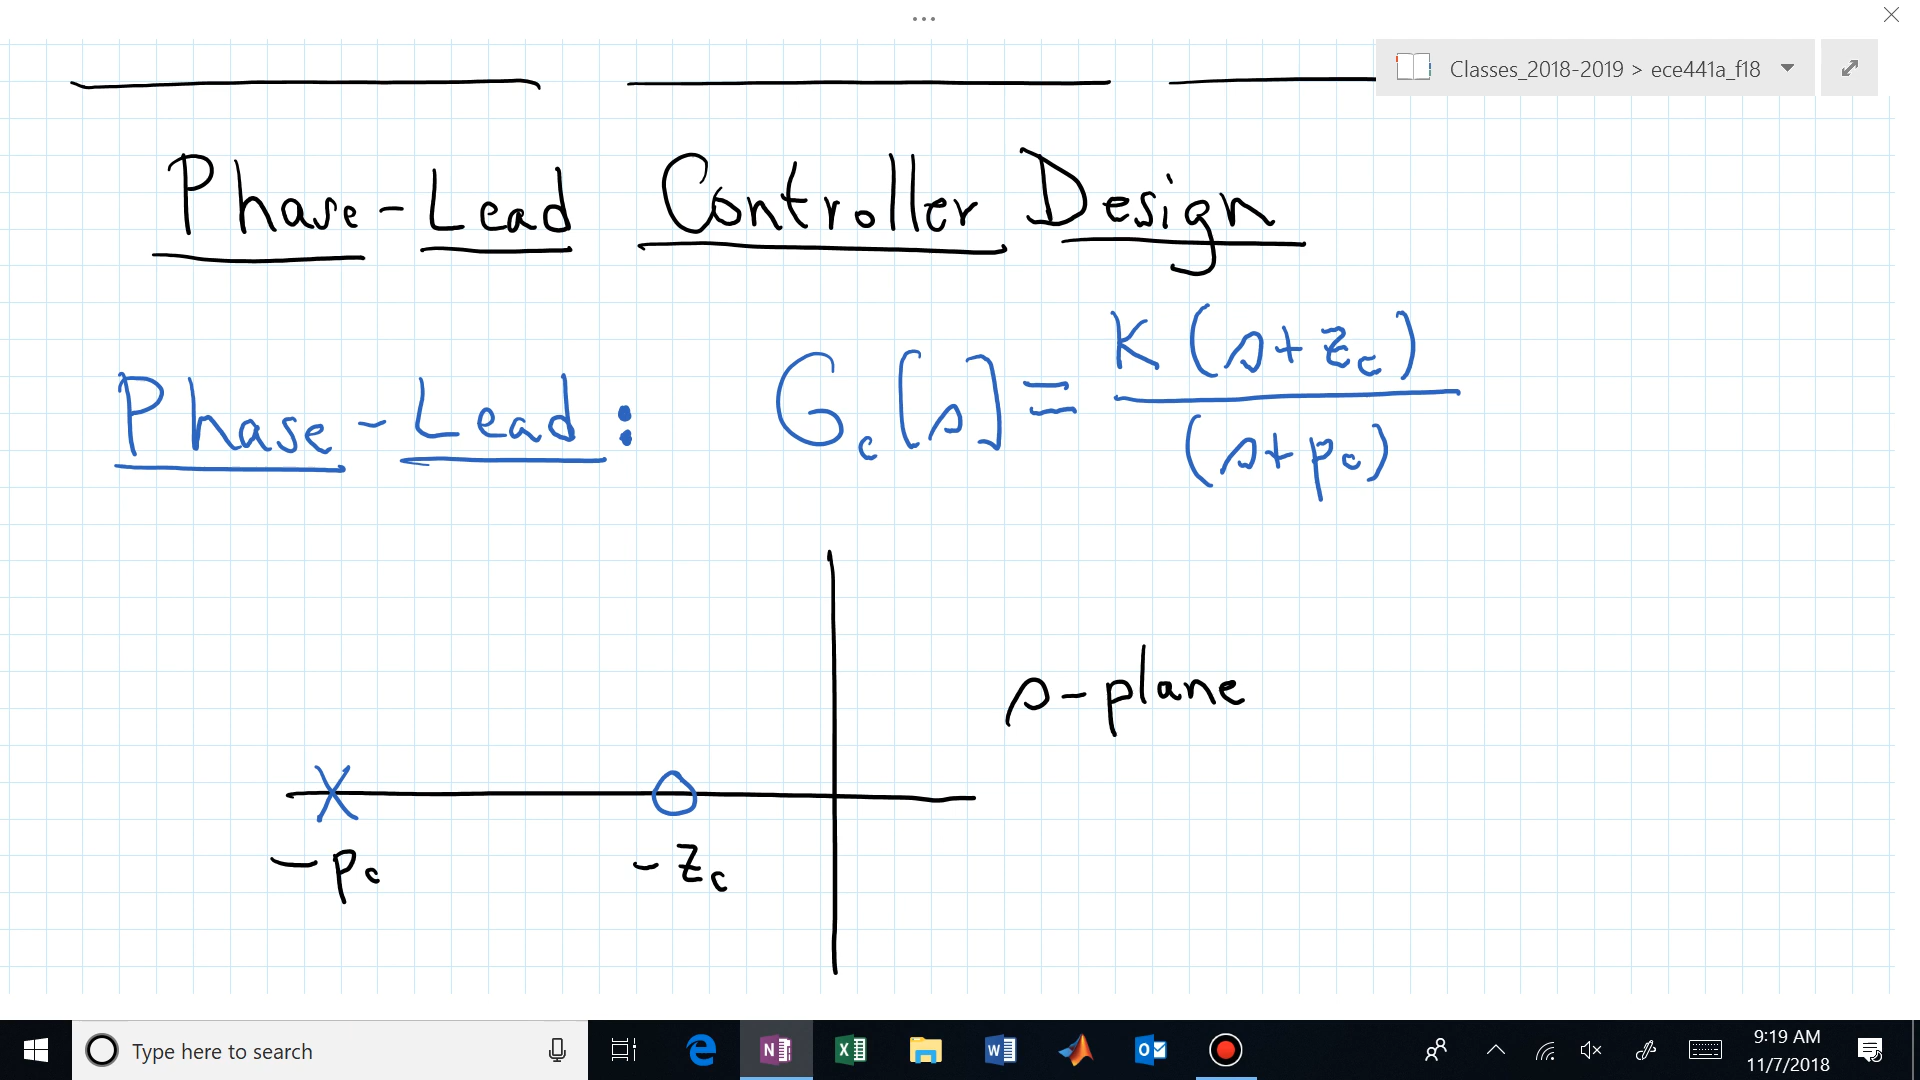 ...
Classes_2018-2019 > ece441a_f18
Phase-Lead Controller Design
Phase-Lead: G_c[s] = K(s+z_c)
(s+p_c)
s-plane
-p_c -z_c
Type here to search
9:19 AM
11/7/2018